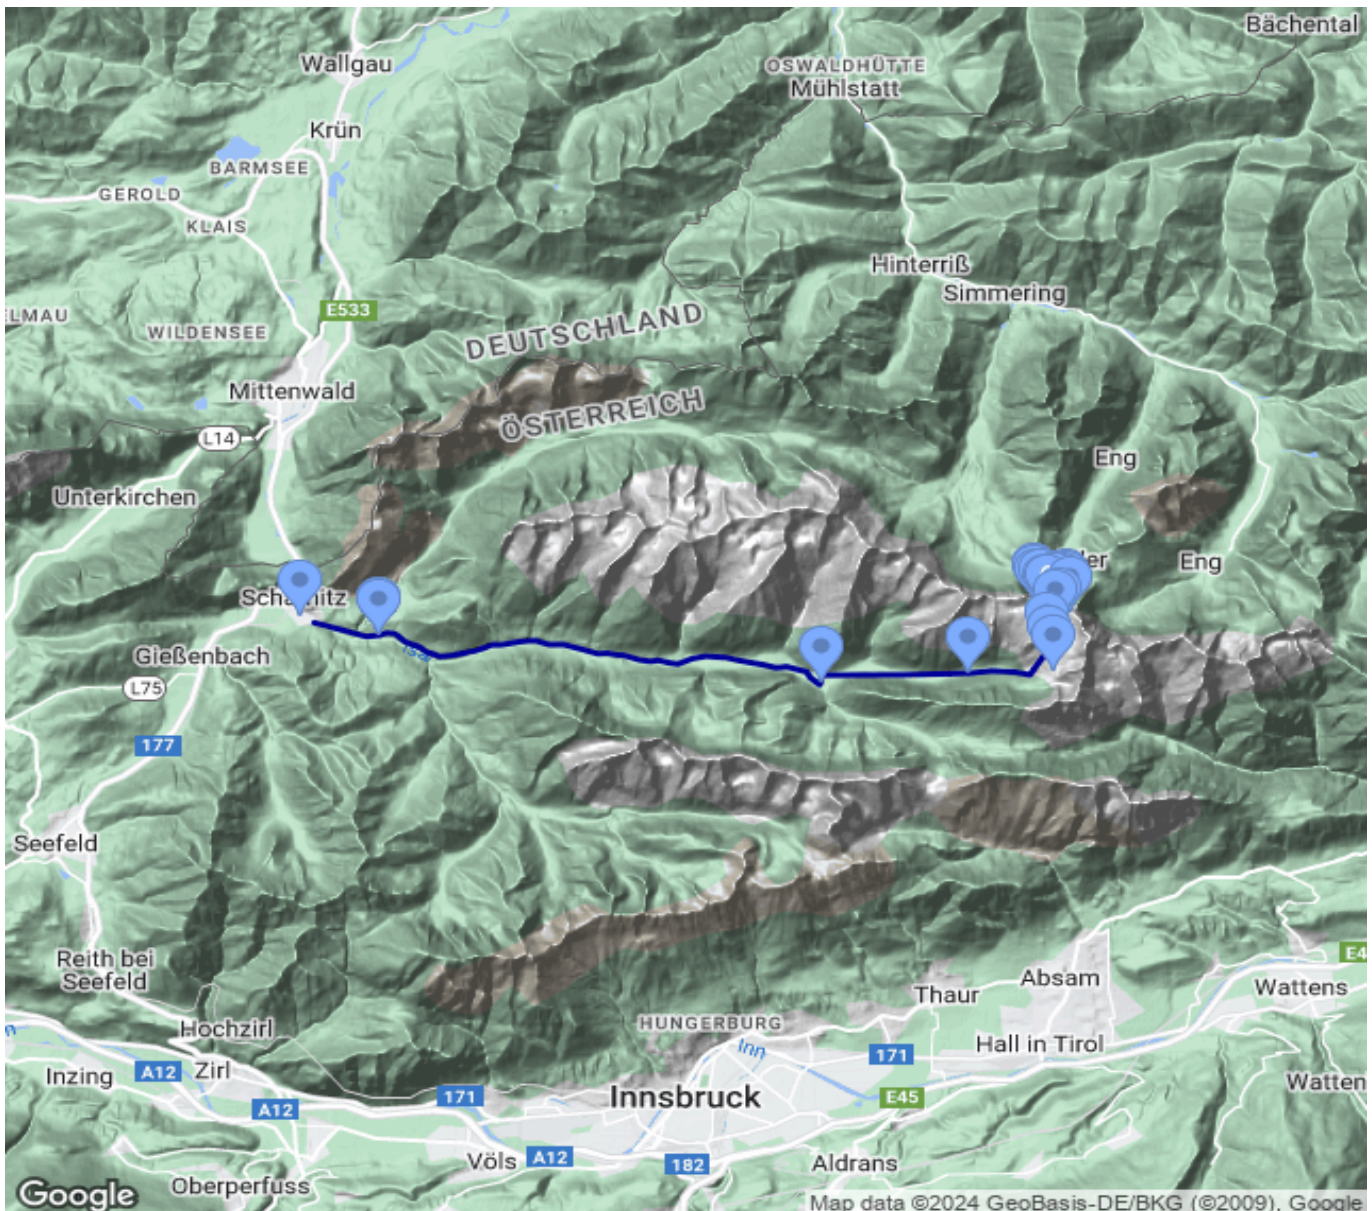 Bächental
Wallgau
OSWALDHÜTTE
Mühlstatt
Krün
BARMSEE
GEROLD
KLAIS
Hinterriß
Simmering
E533
ELMAU
WILDENSEE
DEUTSCHLAND
Mittenwald
ÖSTERREICH
L14
Eng
Unterkirchen
Eng
Gießenbach
L75
177
Seefeld
Reith bei
Seefeld
Absam
Thaur
Wattens
Hochzirl
HUNGERBURG
Inn
Hall in Tirol
171
Inzing
A12
Zirl
Innsbruck
171
E45
A12
Völs
A12
182
Aldrans
Oberperfuss
Google
Map data ©2024 GeoBasis-DE/BKG (©2009), Google